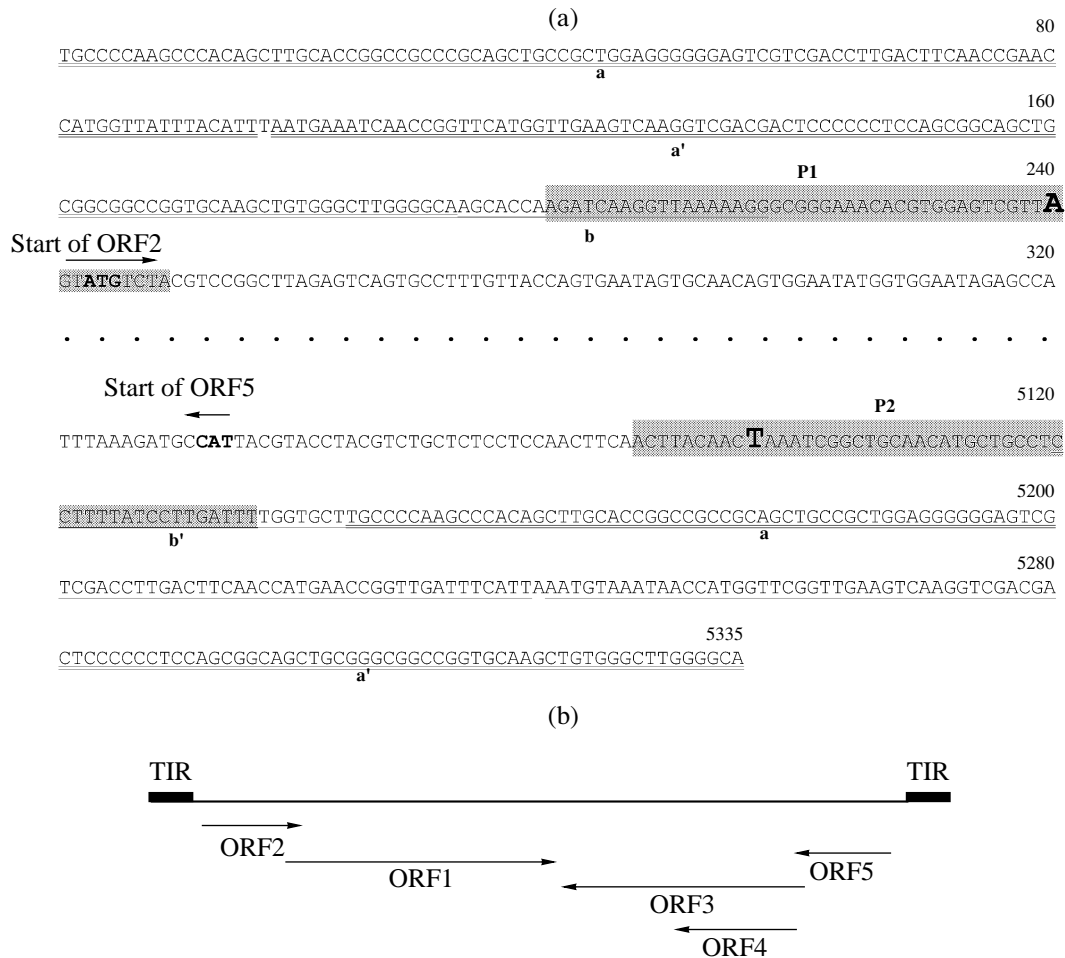 (a)
80
TGCCCCAAGCCCACAGCTTGCACCGGCCGCCCGCAGCTGCCGCTGGAGGGGGGAGTCGTCGACCTTGACTTCAACCGAAC
a
160
CATGGTTATTTACATTTAATGAAATCAACCGGTTCATGGTTGAAGTCAAGGTCGACGACTCCCCCCTCCAGCGGCAGCTG
a'
P1
240
CGGCGGCCGGTGCAAGCTGTGGGCTTGGGGCAAGCACCAAGATCAAGGTTAAAAAGGGCGGGAAACACGTGGAGTCGTTA
b
Start of ORF2
320
GTATGTCTACGTCCGGCTTAGAGTCAGTGCCTTTGTTACCAGTGAATAGTGCAACAGTGGAATATGGTGGAATAGAGCCA
. . . . . . . . . . . . . . . . . . . . . . . . . . . .
Start of ORF5
5120
P2
TTTAAAGATGCCATTACGTACCTACGTCTGCTCTCCTCCAACTTCAACTTACAACTAAATCGGCTGCAACATGCTGCCTC
5200
CTTTTATCCTTGATTTTGGTGCTTGCCCCAAGCCCACAGCTTGCACCGGCCGCCGCAGCTGCCGCTGGAGGGGGGAGTCG
b'
a
5280
TCGACCTTGACTTCAACCATGAACCGGTTGATTTCATTAAATGTAAATAACCATGGTTCGGTTGAAGTCAAGGTCGACGA
5335
CTCCCCCCTCCAGCGGCAGCTGCGGGCGGCCGGTGCAAGCTGTGGGCTTGGGGCA
a'
(b)
TIR
TIR
ORF2
ORF5
ORF1
ORF3
ORF4